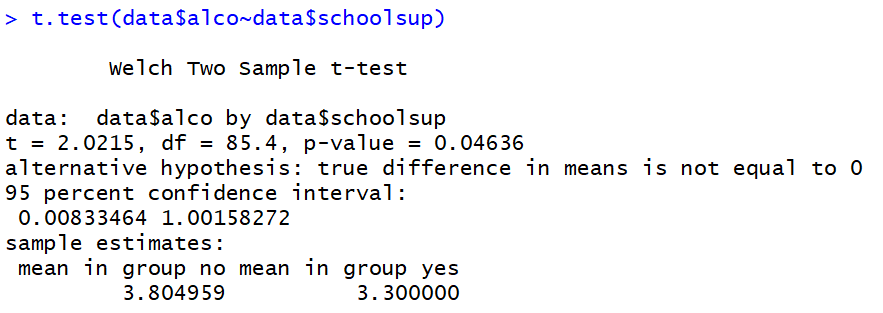 > t.test(data$alco~data$schoolsup)
Welch Two Sample t-test
data:  data$alco by data$schoolsup
t = 2.0215, df = 85.4, p-value = 0.04636
alternative hypothesis: true difference in means is not equal to 0
95 percent confidence interval:
 0.00833464 1.00158272
sample estimates:
 mean in group no mean in group yes
         3.804959          3.300000